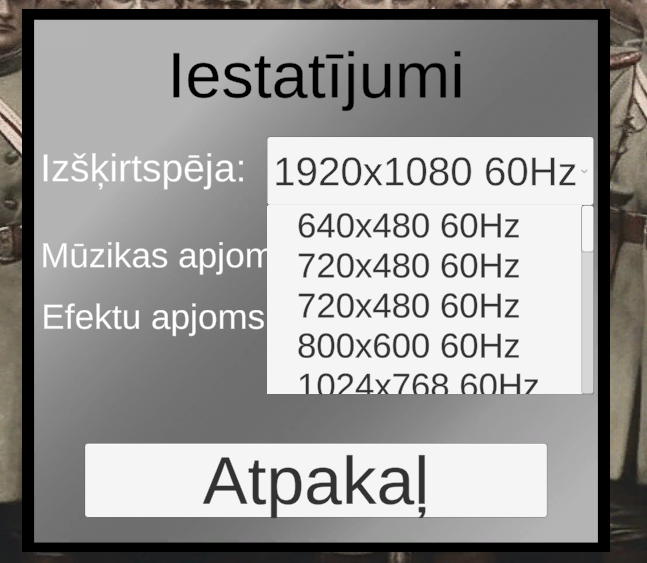 Iestatījumi
Izšķirtspēja: 1920x1080 60Hz
640x480 60Hz
Mūzikas apjom
720x480 60Hz
720x480 60Hz
Efektu apjoms
800x600 60Hz
1024x768 60Hz
Atpakaļ